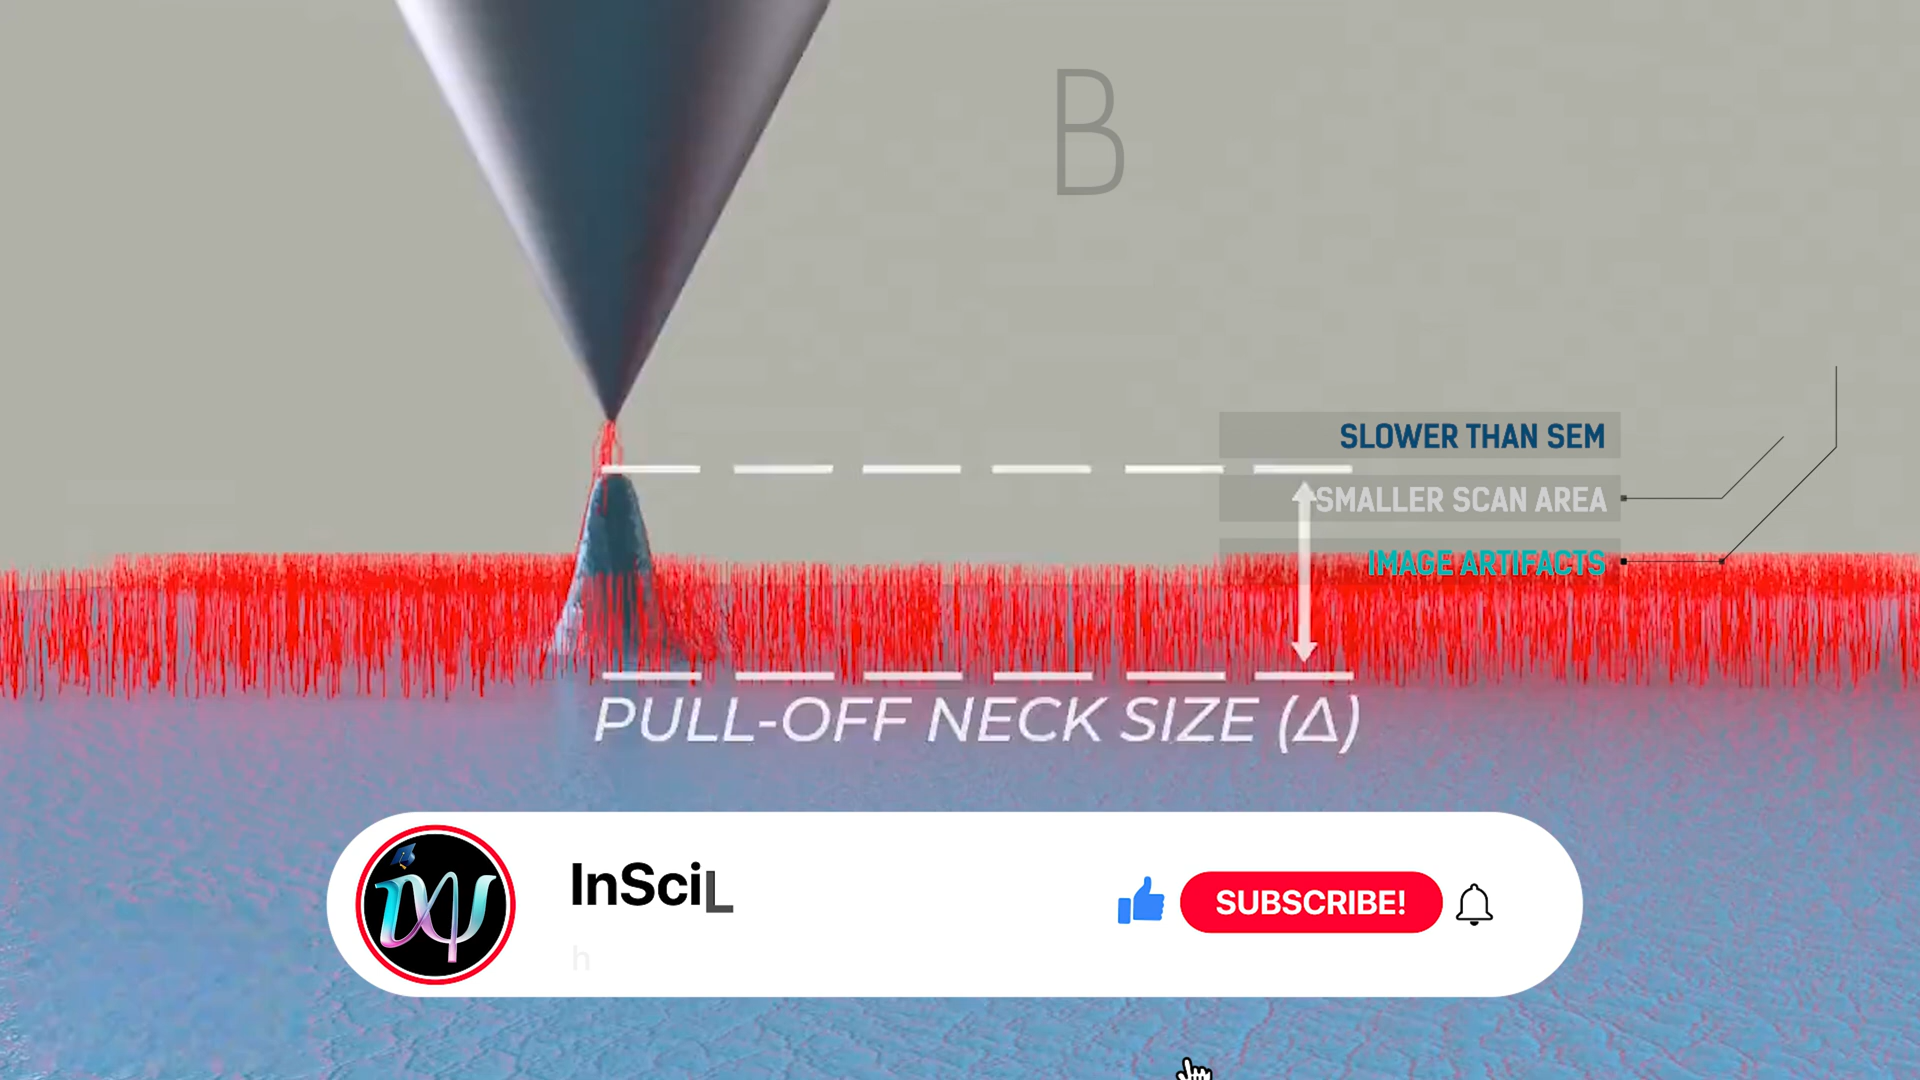 B
SLOWER THAN SEM
SMALLER SCAN AREA
IMAGE ARTIFACTS
PULL-OFF NECK SIZE (Δ)
InSciL
h
SUBSCRIBE!